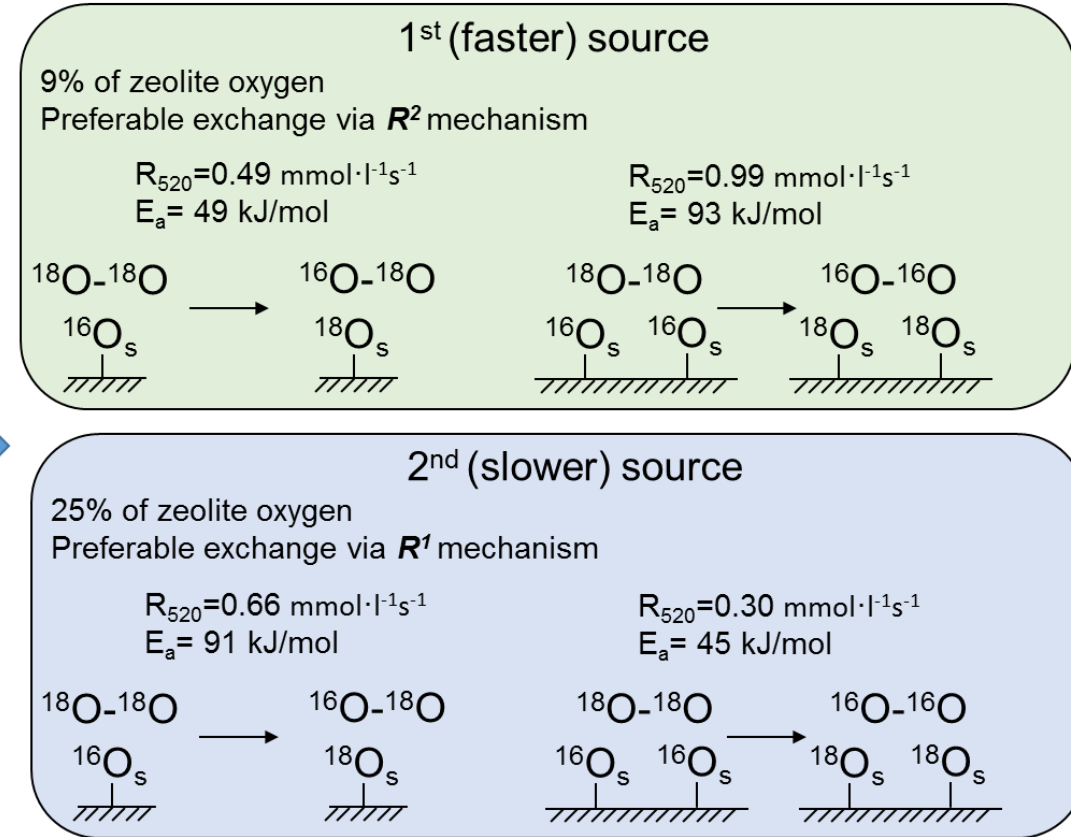 1st (faster) source
9% of zeolite oxygen
Preferable exchange via R² mechanism
R₅₂₀=0.49 mmol·l⁻¹s⁻¹
Eₐ= 49 kJ/mol
R₅₂₀=0.99 mmol·l⁻¹s⁻¹
Eₐ= 93 kJ/mol
¹⁸O-¹⁸O
¹⁶Oₛ
¹⁶O-¹⁸O
¹⁸Oₛ
¹⁸O-¹⁸O
¹⁶Oₛ ¹⁶Oₛ
¹⁶O-¹⁶O
¹⁸Oₛ ¹⁸Oₛ
2nd (slower) source
25% of zeolite oxygen
Preferable exchange via R¹ mechanism
R₅₂₀=0.66 mmol·l⁻¹s⁻¹
Eₐ= 91 kJ/mol
R₅₂₀=0.30 mmol·l⁻¹s⁻¹
Eₐ= 45 kJ/mol
¹⁸O-¹⁸O
¹⁶Oₛ
¹⁶O-¹⁸O
¹⁸Oₛ
¹⁸O-¹⁸O
¹⁶Oₛ ¹⁶Oₛ
¹⁶O-¹⁶O
¹⁸Oₛ ¹⁸Oₛ